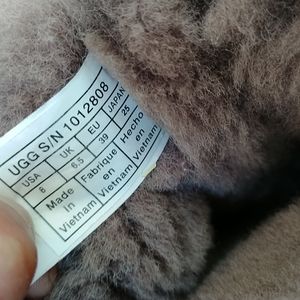 UGG S/N 1012808
USA UK EU JAPAN
8 6.5 39 25
Made in Vietnam
Fabrique en Vietnam
Hecho en Vietnam